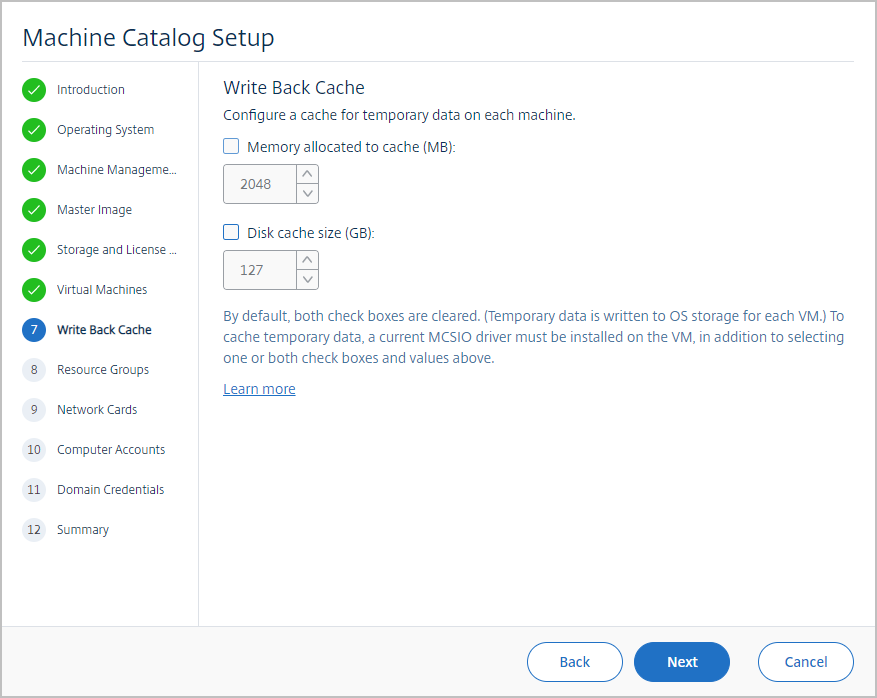 Machine Catalog Setup
Introduction
Operating System
Machine Manageme...
Master Image
Storage and License ...
Virtual Machines
7 Write Back Cache
8 Resource Groups
9 Network Cards
10 Computer Accounts
11 Domain Credentials
12 Summary
Write Back Cache
Configure a cache for temporary data on each machine.
Memory allocated to cache (MB):
2048
Disk cache size (GB):
127
By default, both check boxes are cleared. (Temporary data is written to OS storage for each VM.) To
cache temporary data, a current MCSIO driver must be installed on the VM, in addition to selecting
one or both check boxes and values above.
Learn more
Back
Next
Cancel